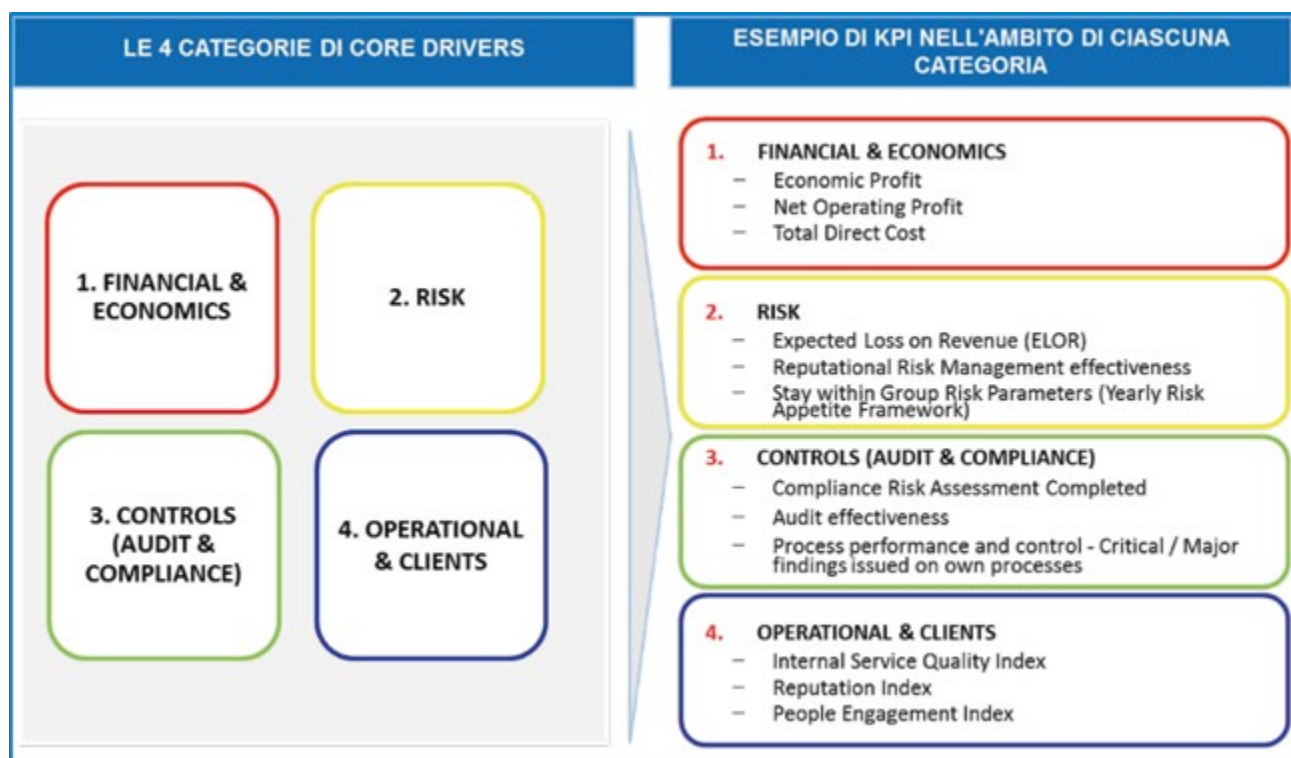 LE 4 CATEGORIE DI CORE DRIVERS
ESEMPIO DI KPI NELL'AMBITO DI CIASCUNA
CATEGORIA
1. FINANCIAL &
ECONOMICS
2. RISK
3. CONTROLS
(AUDIT &
COMPLIANCE)
4. OPERATIONAL
& CLIENTS
1. FINANCIAL & ECONOMICS
– Economic Profit
– Net Operating Profit
– Total Direct Cost
2. RISK
– Expected Loss on Revenue (ELOR)
– Reputational Risk Management effectiveness
– Stay within Group Risk Parameters (Yearly Risk
Appetite Framework)
3. CONTROLS (AUDIT & COMPLIANCE)
– Compliance Risk Assessment Completed
– Audit effectiveness
– Process performance and control - Critical / Major
findings issued on own processes
4. OPERATIONAL & CLIENTS
– Internal Service Quality Index
– Reputation Index
– People Engagement Index